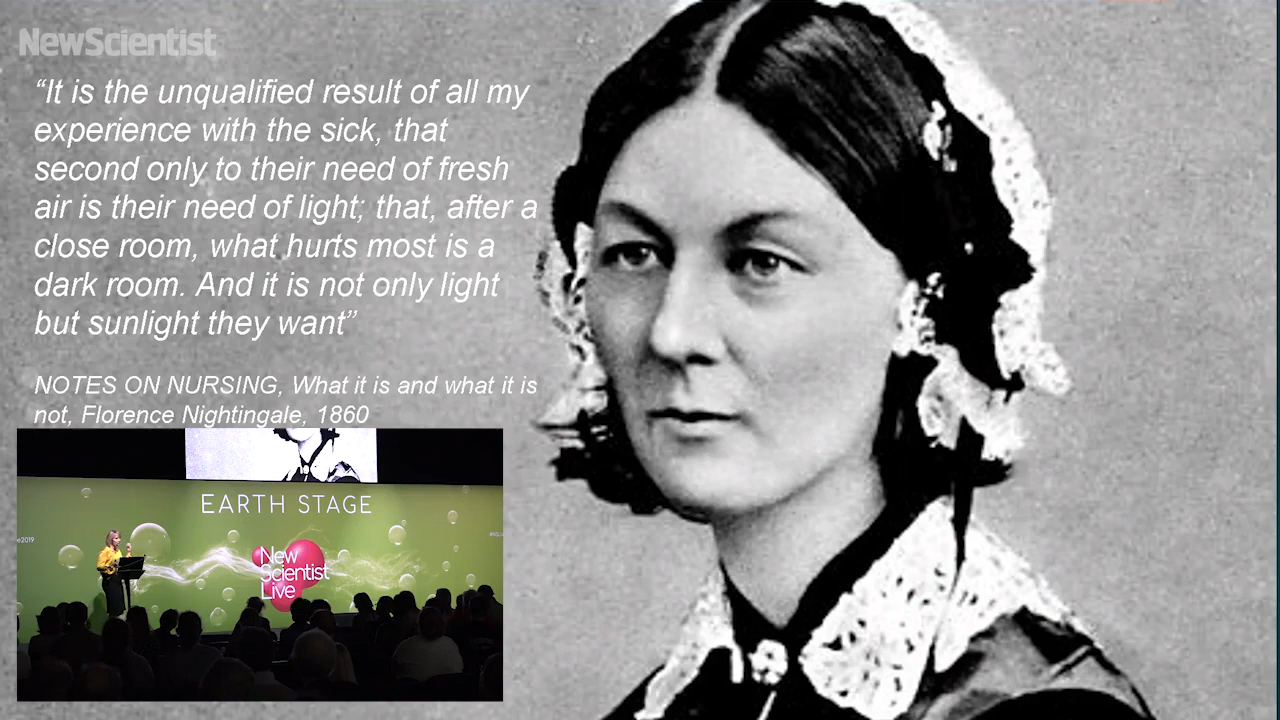 NewScientist
“It is the unqualified result of all my
experience with the sick, that
second only to their need of fresh
air is their need of light; that, after a
close room, what hurts most is a
dark room. And it is not only light
but sunlight they want”
NOTES ON NURSING, What it is and what it is
not, Florence Nightingale, 1860
EARTH STAGE
e2019
New
Scientist
Live